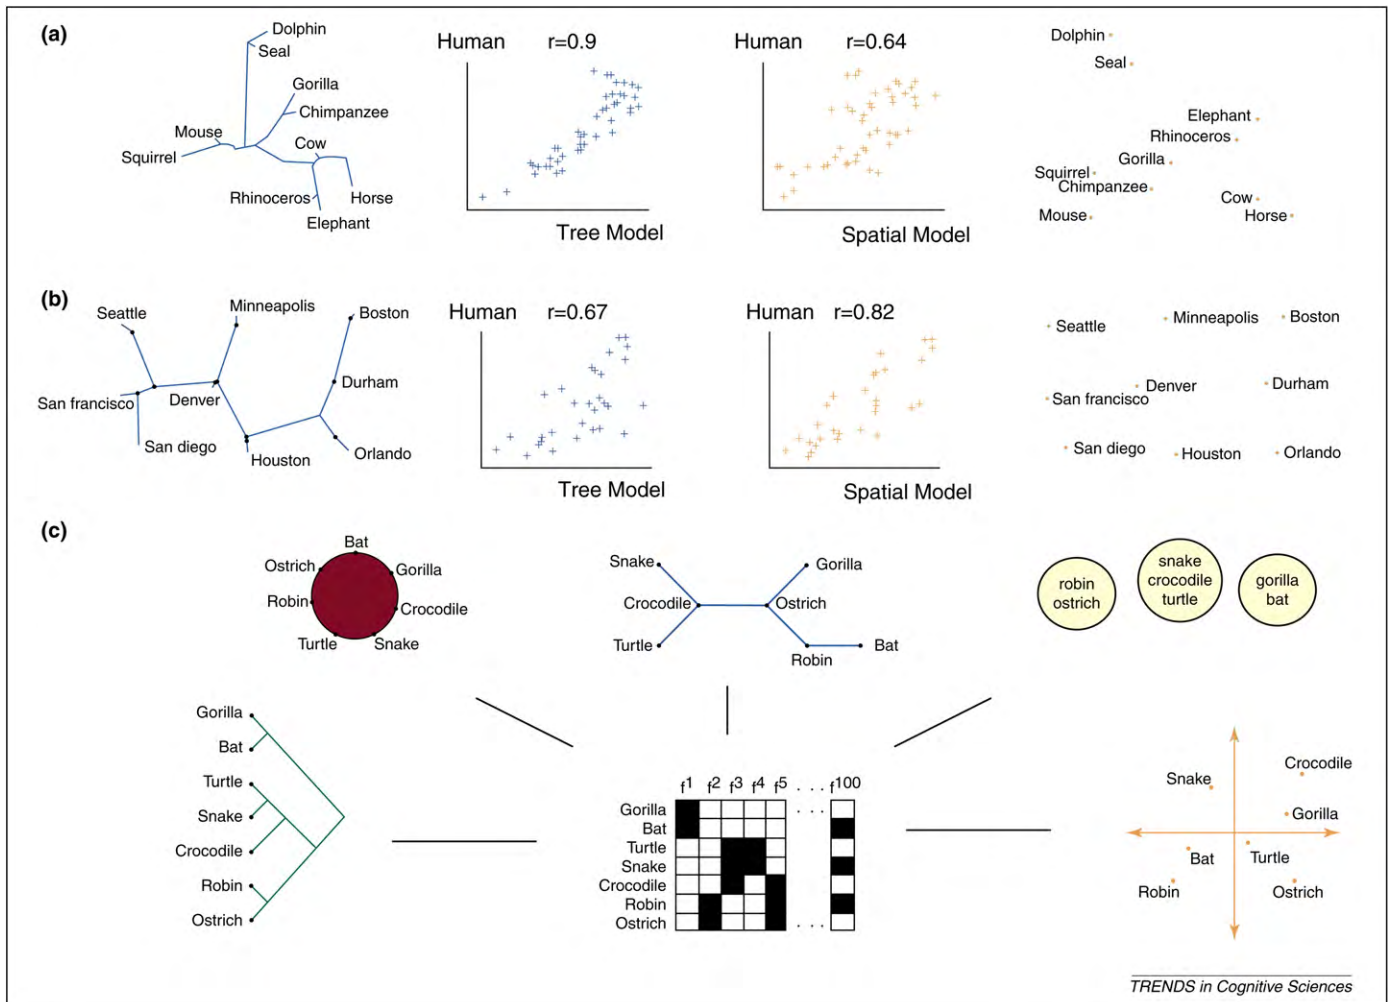 (a)
Dolphin
Seal
Gorilla
Chimpanzee
Mouse
Cow
Squirrel
Rhinoceros
Horse
Elephant
Human r=0.9
Tree Model
Human r=0.64
Spatial Model
Dolphin
Seal
Elephant
Rhinoceros
Gorilla
Squirrel
Chimpanzee
Cow
Mouse
Horse
(b)
Seattle
Minneapolis
Boston
San francisco
Denver
Durham
San diego
Houston
Orlando
Human r=0.67
Tree Model
Human r=0.82
Spatial Model
Seattle
Minneapolis
Boston
Denver
Durham
San francisco
San diego
Houston
Orlando
(c)
Bat
Ostrich
Gorilla
Robin
Crocodile
Turtle
Snake
Snake
Gorilla
Crocodile
Ostrich
Turtle
Bat
Robin
robin
ostrich
snake
crocodile
turtle
gorilla
bat
Gorilla
Bat
Turtle
Snake
Crocodile
Robin
Ostrich
f1 f2 f3 f4 f5 . . . f100
Gorilla . . .
Bat
Turtle
Snake
Crocodile
Robin
Ostrich . . .
Crocodile
Snake
Gorilla
Bat
Turtle
Robin
Ostrich
TRENDS in Cognitive Sciences